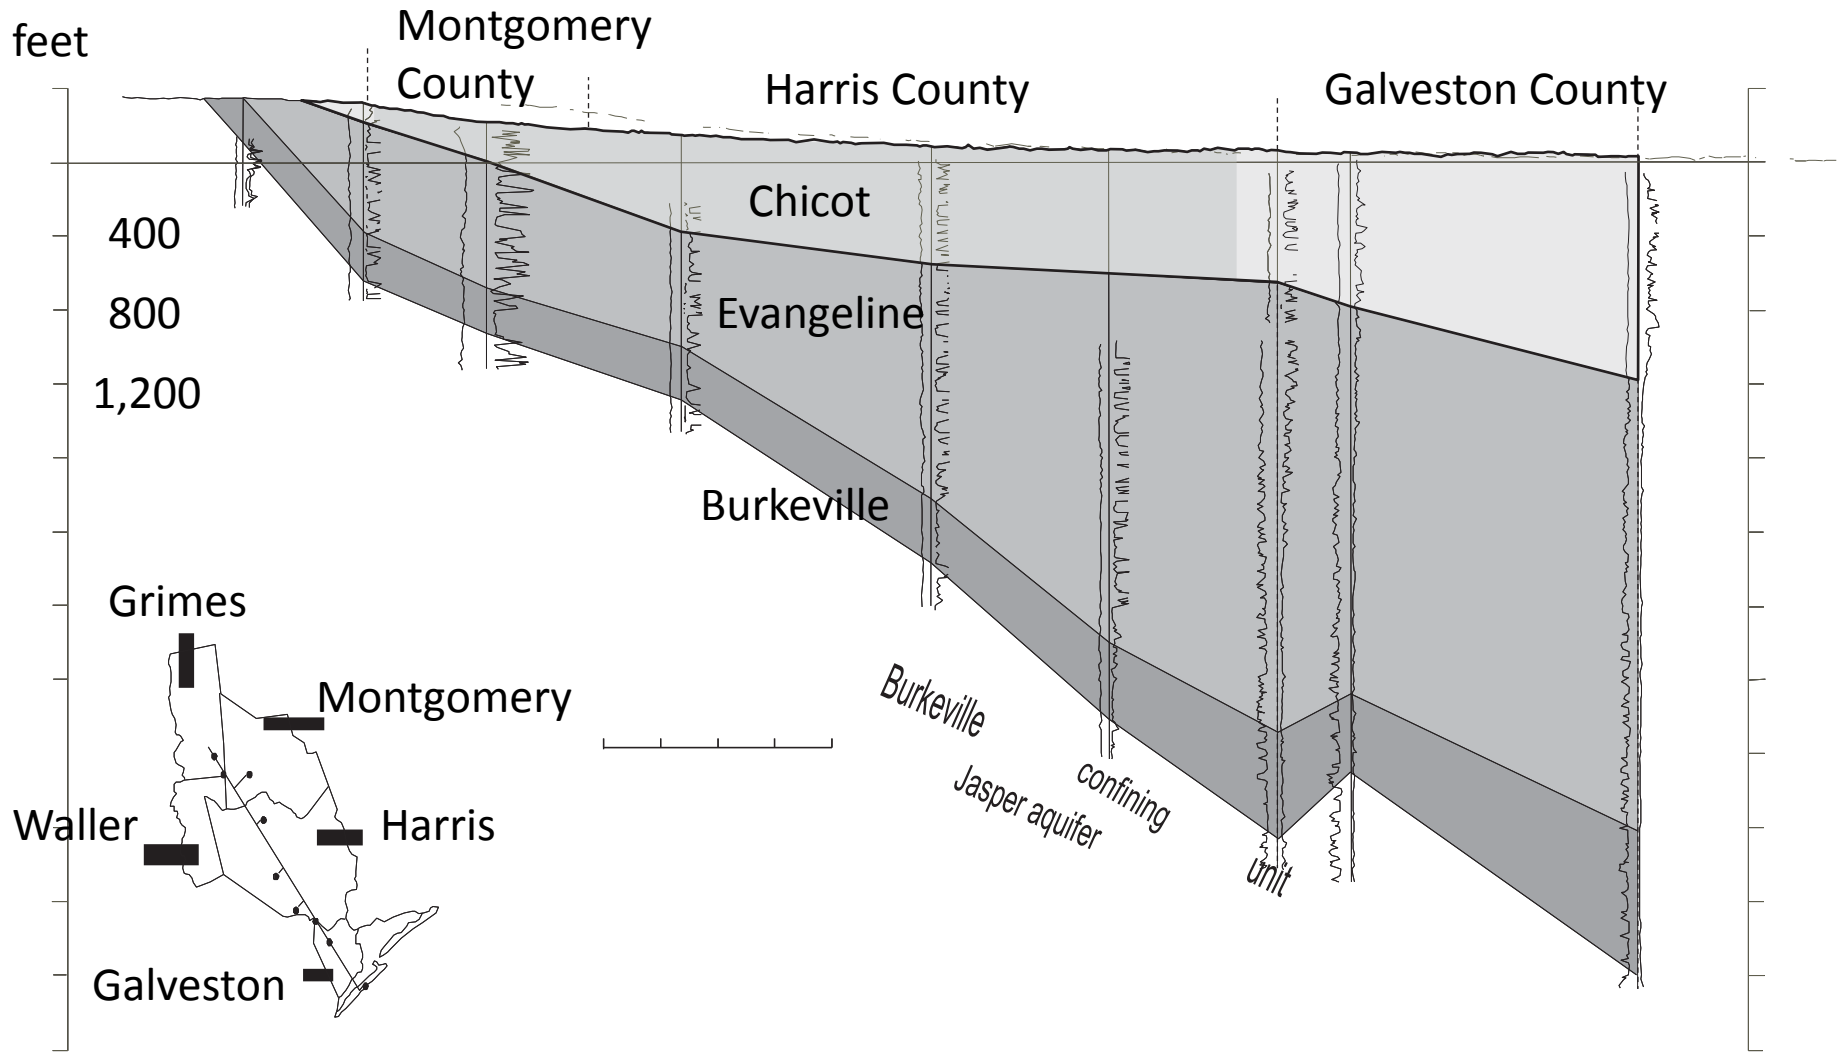 feet
Montgomery
County
Harris County
Galveston County
Chicot
400
Evangeline
800
1,200
Burkeville
Grimes
Montgomery
Burkeville
confining
unit
Jasper aquifer
Waller
Harris
Galveston